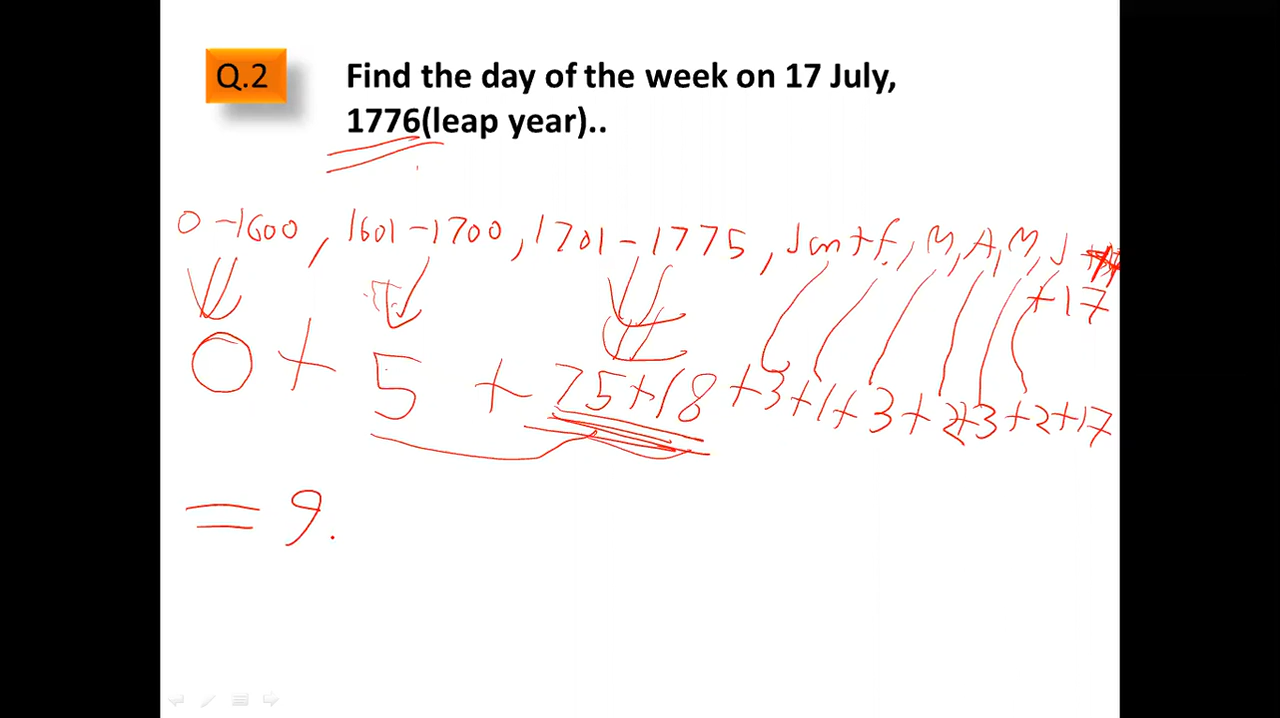 Q.2
Find the day of the week on 17 July,
1776(leap year)..
0 - 1600 , 1601 - 1700 , 1701 - 1775 , Jan + f , M , A , M , J
+ 17
0 + 5 + 75+18 + 3 + 1 + 3 + 2 + 3 + 2 + 17
= 9.